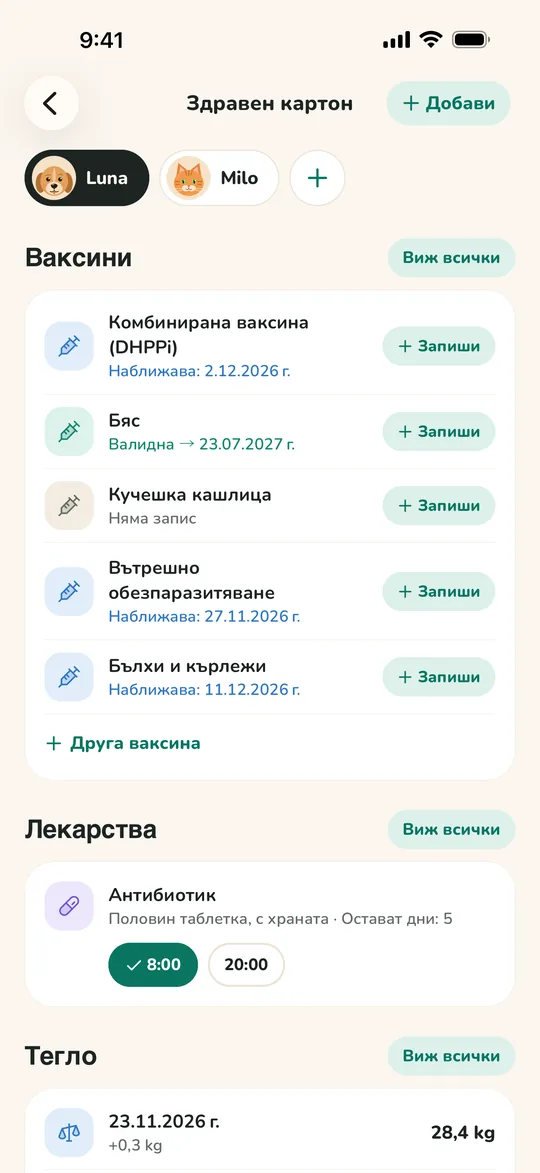 9:41
Здравен картон
+ Добави
Luna
Milo
+
Ваксини
Виж всички
Комбинирана ваксина
(DHPPi)
Наближава: 2.12.2026 г.
+ Запиши
Бяс
Валидна → 23.07.2027 г.
+ Запиши
Кучешка кашлица
Няма запис
+ Запиши
Вътрешно
обезпаразитяване
Наближава: 27.11.2026 г.
+ Запиши
Бълхи и кърлежи
Наближава: 11.12.2026 г.
+ Запиши
+ Друга ваксина
Лекарства
Виж всички
Антибиотик
Половин таблетка, с храната · Остават дни: 5
✓ 8:00
20:00
Тегло
Виж всички
23.11.2026 г.
+0,3 kg
28,4 kg